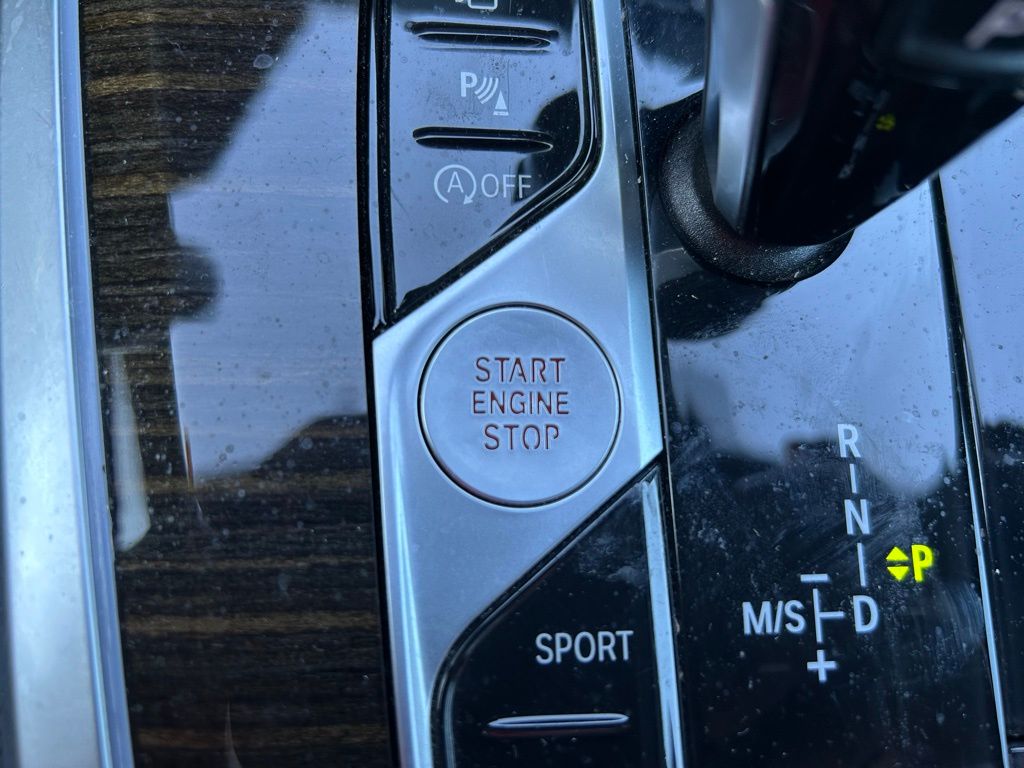 P
A OFF
START
ENGINE
STOP
SPORT
R
N
P
M/S
D